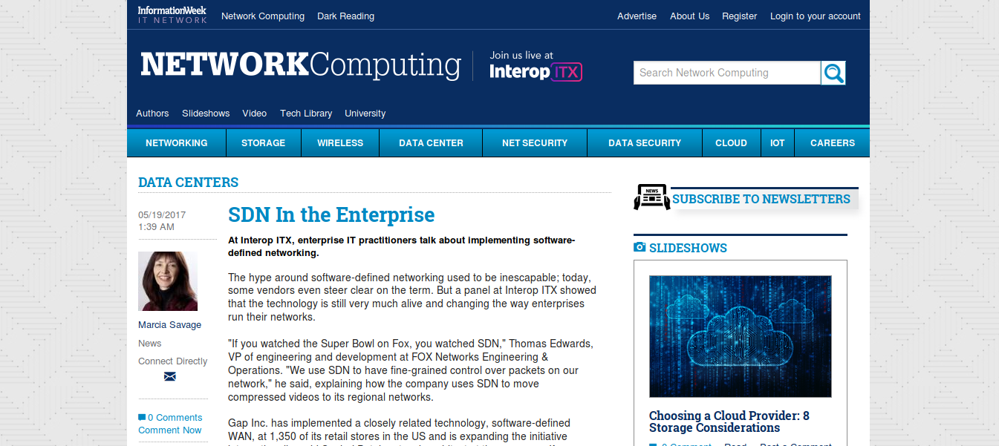 InformationWeek
IT NETWORK
Network Computing
Dark Reading
Advertise
About Us
Register
Login to your account
NETWORKComputing
Join us live at
Interop ITX
Search Network Computing
Authors
Slideshows
Video
Tech Library
University
NETWORKING
STORAGE
WIRELESS
DATA CENTER
NET SECURITY
DATA SECURITY
CLOUD
IOT
CAREERS
DATA CENTERS
05/19/2017
1:39 AM
Marcia Savage
News
Connect Directly
0 Comments
Comment Now
SDN In the Enterprise
At Interop ITX, enterprise IT practitioners talk about implementing software-
defined networking.
The hype around software-defined networking used to be inescapable; today,
some vendors even steer clear on the term. But a panel at Interop ITX showed
that the technology is still very much alive and changing the way enterprises
run their networks.
"If you watched the Super Bowl on Fox, you watched SDN," Thomas Edwards,
VP of engineering and development at FOX Networks Engineering &
Operations. "We use SDN to have fine-grained control over packets on our
network," he said, explaining how the company uses SDN to move
compressed videos to its regional networks.
Gap Inc. has implemented a closely related technology, software-defined
WAN, at 1,350 of its retail stores in the US and is expanding the initiative
NEWS
SUBSCRIBE TO NEWSLETTERS
SLIDESHOWS
Choosing a Cloud Provider: 8
Storage Considerations
0 Comment
Read
Post a Comment